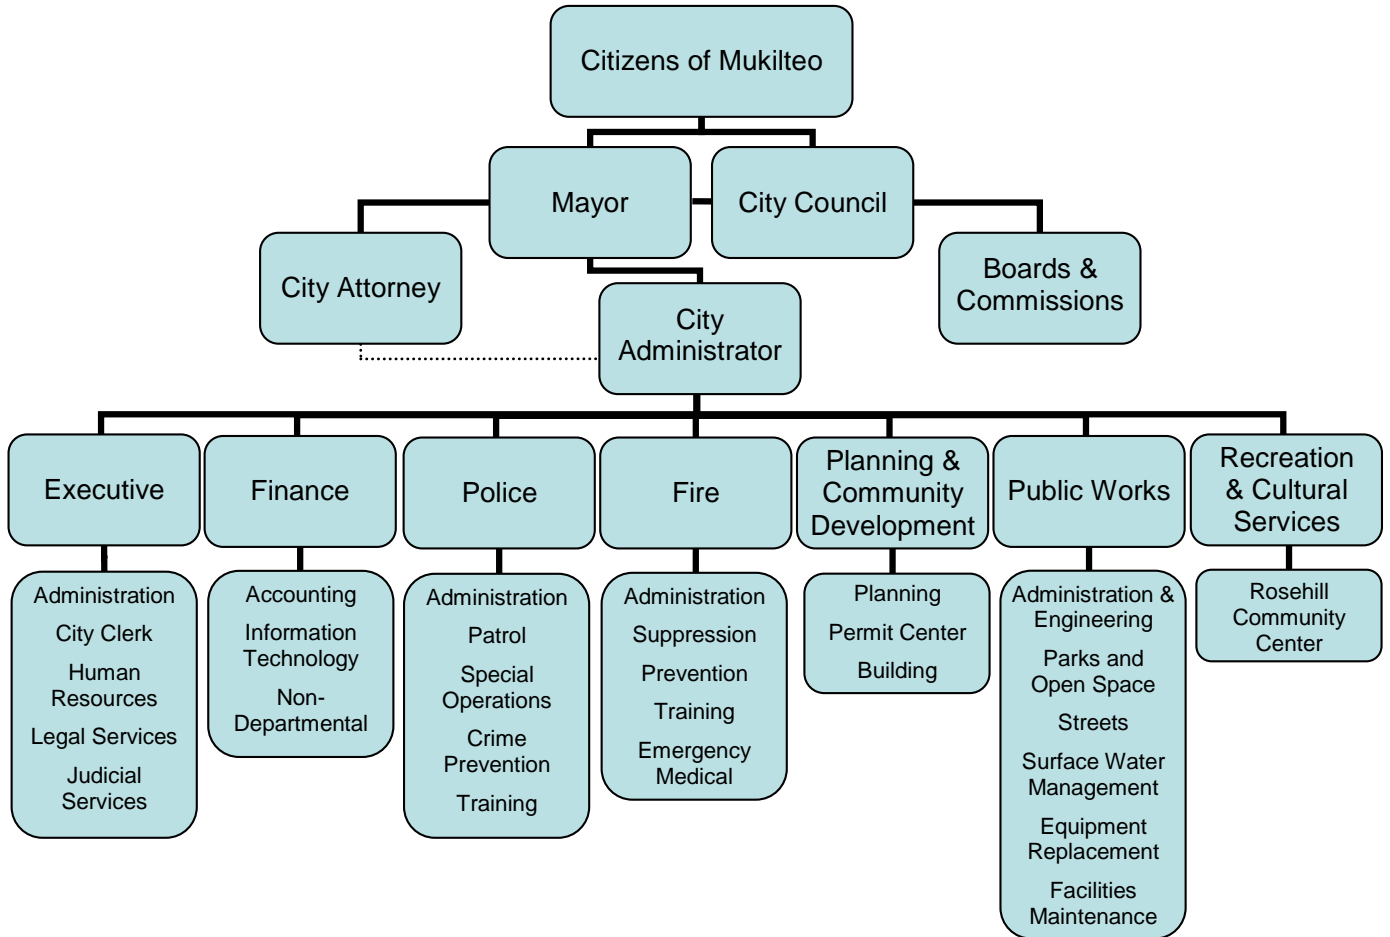 Citizens of Mukilteo
Mayor
City Council
City Attorney
Boards &
Commissions
City
Administrator
Executive
Finance
Police
Fire
Planning &
Community
Development
Public Works
Recreation
& Cultural
Services
Administration
City Clerk
Human
Resources
Legal Services
Judicial
Services
Accounting
Information
Technology
Non-
Departmental
Administration
Patrol
Special
Operations
Crime
Prevention
Training
Administration
Suppression
Prevention
Training
Emergency
Medical
Planning
Permit Center
Building
Administration &
Engineering
Parks and
Open Space
Streets
Surface Water
Management
Equipment
Replacement
Facilities
Maintenance
Rosehill
Community
Center